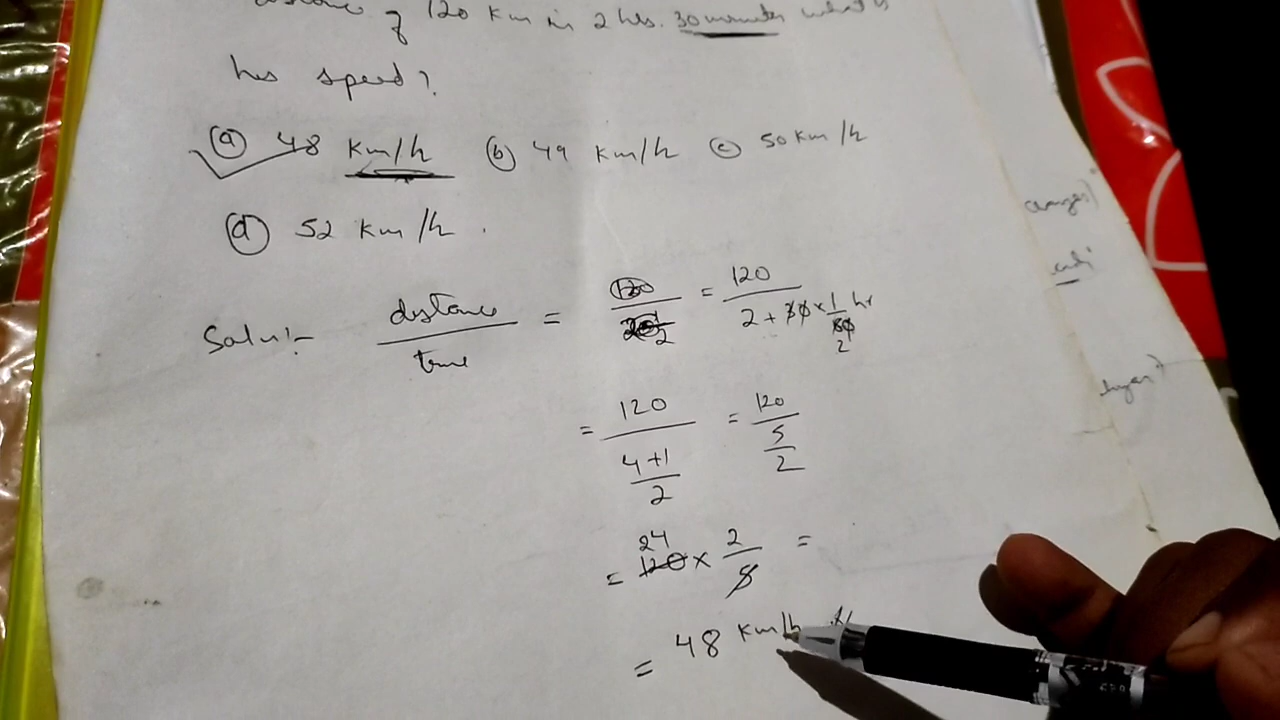 distance of 120 km in 2 hrs. 30 minutes what is
his speed?
(a) 48 km/h (b) 49 km/h (c) 50 km/h
(d) 52 km/h.
Soln:- distance/time = = 120/(2 + 30 × 1/60 hr)
= 120/((4+1)/2) = 120/(5/2)
= 120 24 × 2/5 =
= 48 km/h